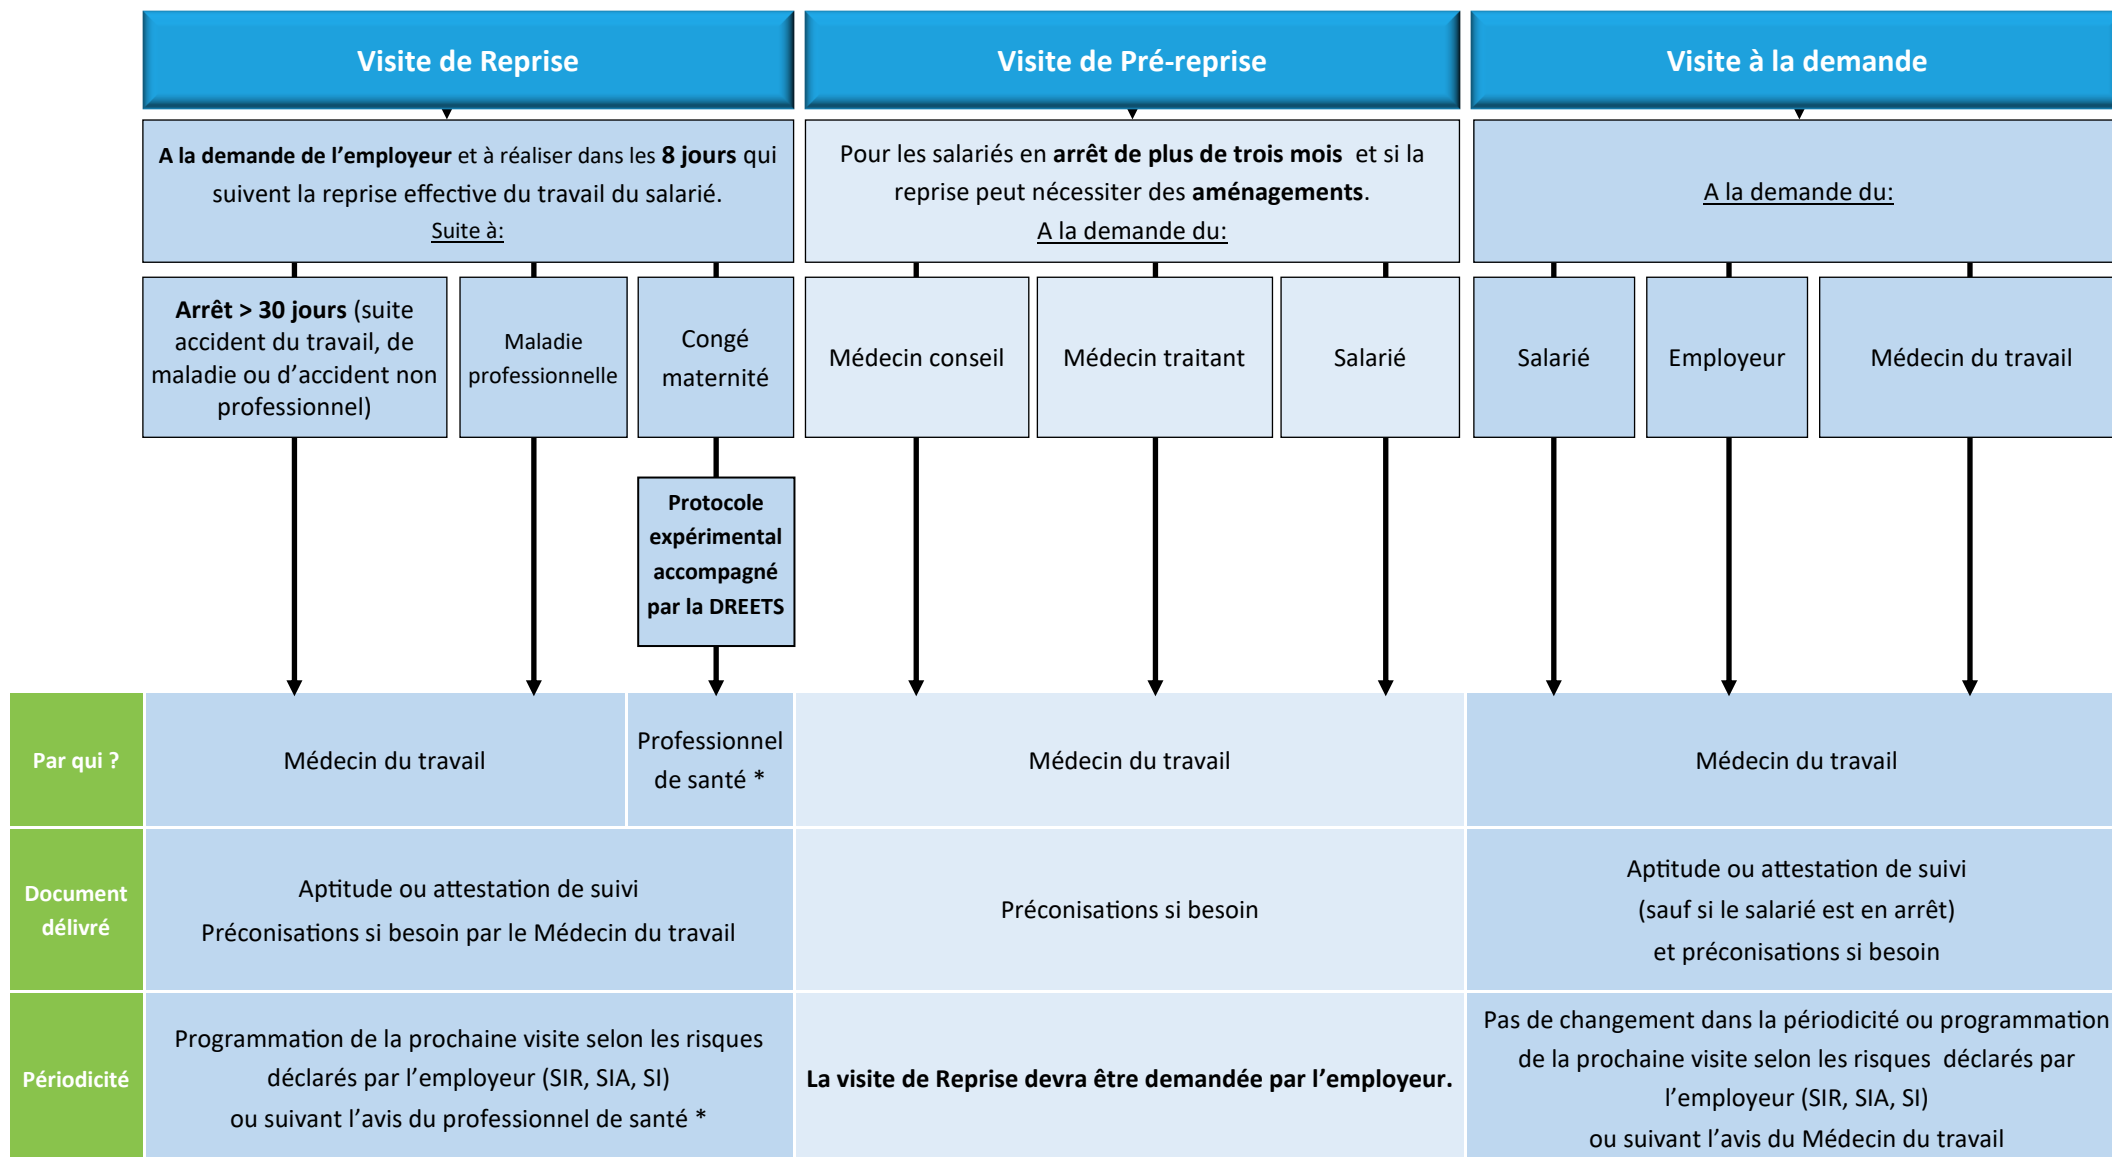 Visite de Reprise
Visite de Pré-reprise
Visite à la demande
A la demande de l’employeur et à réaliser dans les 8 jours qui
suivent la reprise effective du travail du salarié.
Suite à:
Pour les salariés en arrêt de plus de trois mois et si la
reprise peut nécessiter des aménagements.
A la demande du:
A la demande du:
Arrêt > 30 jours (suite
accident du travail, de
maladie ou d’accident non
professionnel)
Maladie
professionnelle
Congé
maternité
Médecin conseil
Médecin traitant
Salarié
Salarié
Employeur
Médecin du travail
Protocole
expérimental
accompagné
par la DREETS
Par qui ?
Médecin du travail
Professionnel
de santé *
Médecin du travail
Médecin du travail
Document
délivré
Aptitude ou attestation de suivi
Préconisations si besoin par le Médecin du travail
Préconisations si besoin
Aptitude ou attestation de suivi
(sauf si le salarié est en arrêt)
et préconisations si besoin
Périodicité
Programmation de la prochaine visite selon les risques
déclarés par l’employeur (SIR, SIA, SI)
ou suivant l’avis du professionnel de santé *
La visite de Reprise devra être demandée par l’employeur.
Pas de changement dans la périodicité ou programmation
de la prochaine visite selon les risques déclarés par
l’employeur (SIR, SIA, SI)
ou suivant l’avis du Médecin du travail